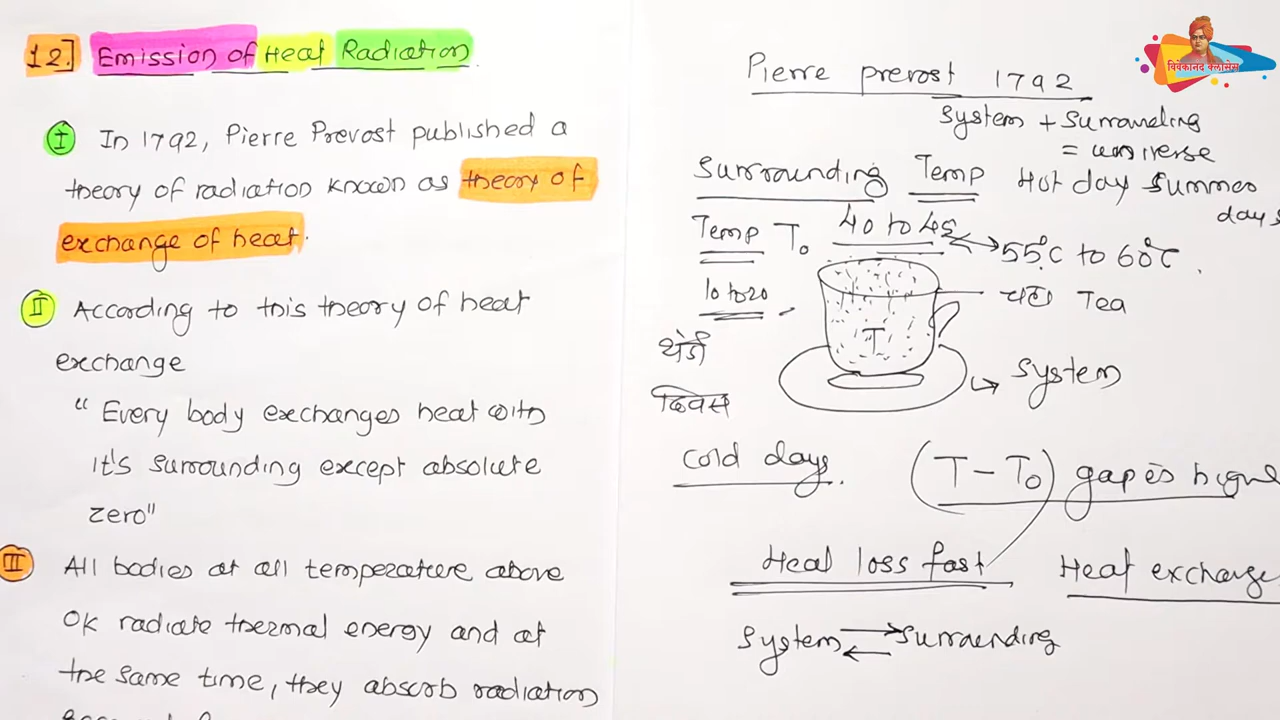 12] Emission of Heat Radiation.
I In 1792, Pierre Prevost published a
theory of radiation known as theory of
exchange of heat.
II According to this theory of heat
exchange
" Every body exchanges heat with
it's surrounding except absolute
zero"
III All bodies at all temperature above
0K radiate thermal energy and at
the same time, they absorb radiation
Pierre prevost 1792
System + Surrounding
= universe
Surrounding Temp Hot day Summer
days
Temp T₀ 40 to 45 55°C to 60°C
10 to 20
चहा Tea
T
थंडी
दिवस
System
Cold days.
(T - T₀) gap is
Heat loss fast
Heat exchange
System ⇄ Surrounding
विवेकानंद क्लासेस